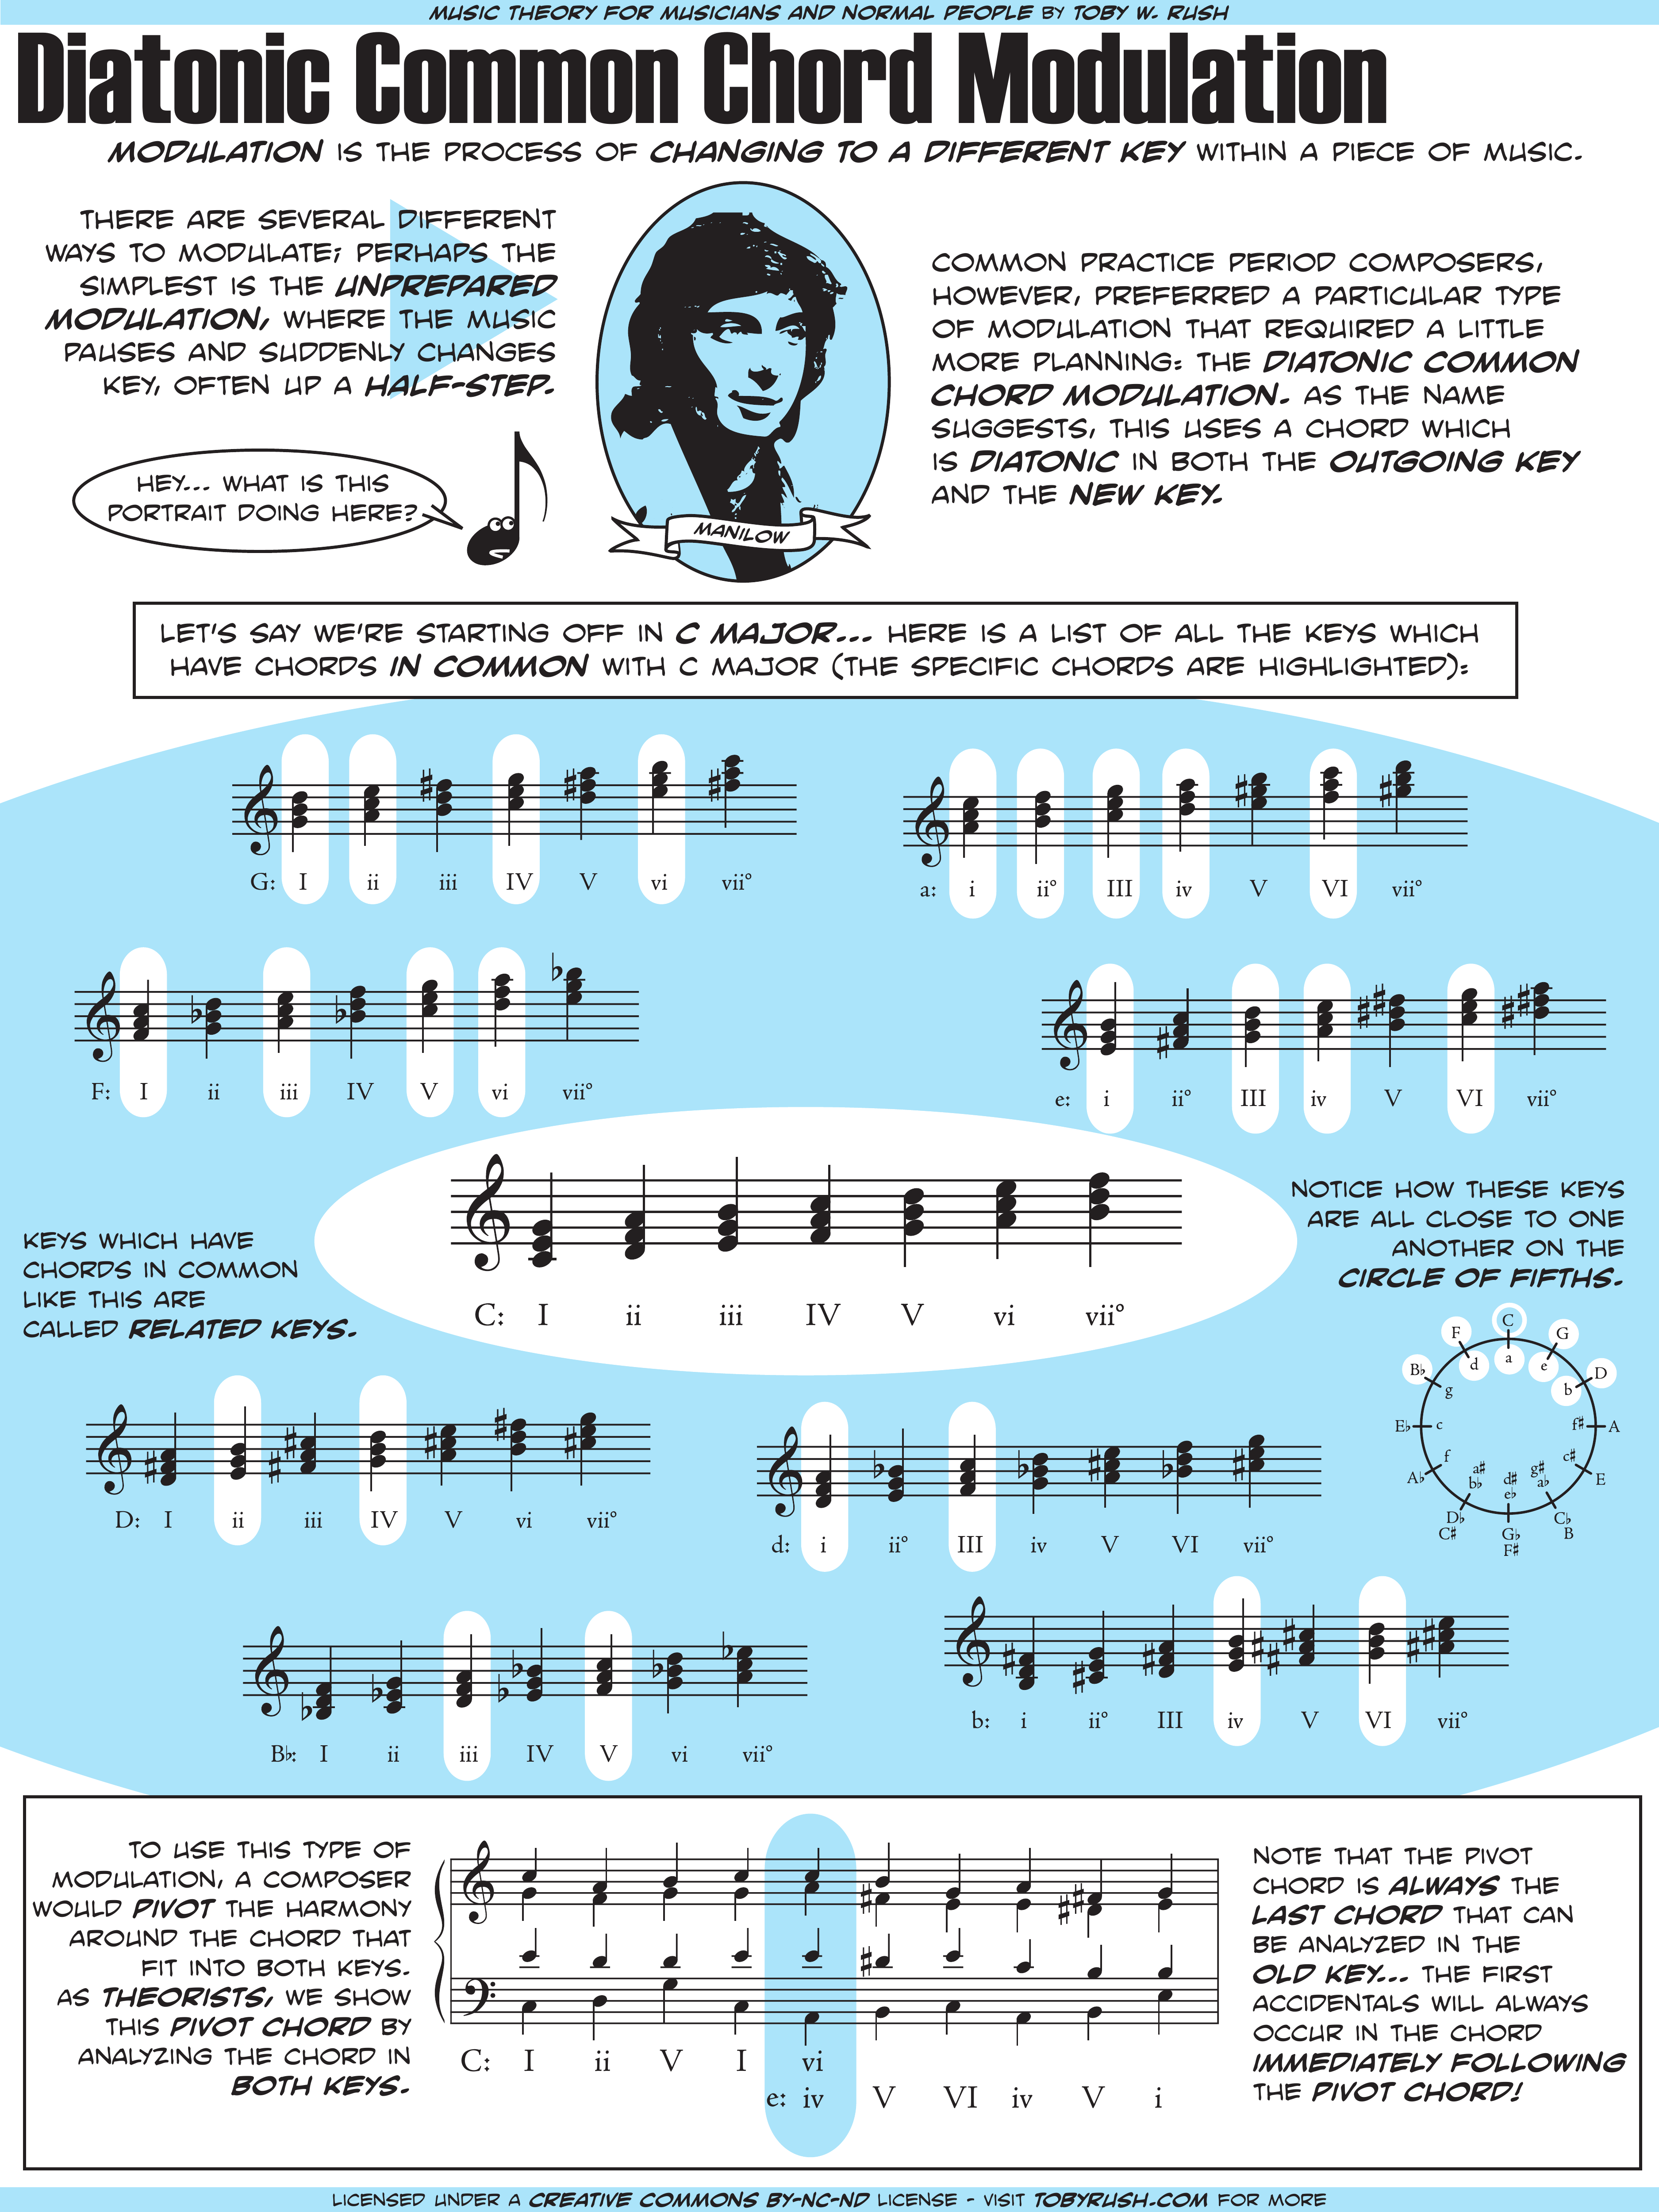 MUSIC THEORY FOR MUSICIANS AND NORMAL PEOPLE BY TOBY W. RUSH
Diatonic Common Chord Modulation
MODULATION IS THE PROCESS OF CHANGING TO A DIFFERENT KEY WITHIN A PIECE OF MUSIC.
THERE ARE SEVERAL DIFFERENT
WAYS TO MODULATE; PERHAPS THE
SIMPLEST IS THE UNPREPARED
MODULATION, WHERE THE MUSIC
PAUSES AND SUDDENLY CHANGES
KEY, OFTEN UP A HALF-STEP.
HEY... WHAT IS THIS
PORTRAIT DOING HERE?
MANILOW
COMMON PRACTICE PERIOD COMPOSERS,
HOWEVER, PREFERRED A PARTICULAR TYPE
OF MODULATION THAT REQUIRED A LITTLE
MORE PLANNING: THE DIATONIC COMMON
CHORD MODULATION. AS THE NAME
SUGGESTS, THIS USES A CHORD WHICH
IS DIATONIC IN BOTH THE OUTGOING KEY
AND THE NEW KEY.
LET'S SAY WE'RE STARTING OFF IN C MAJOR... HERE IS A LIST OF ALL THE KEYS WHICH
HAVE CHORDS IN COMMON WITH C MAJOR (THE SPECIFIC CHORDS ARE HIGHLIGHTED):
G: I ii iii IV V vi vii°
a: i ii° III iv V VI vii°
F: I ii iii IV V vi vii°
e: i ii° III iv V VI vii°
C: I ii iii IV V vi vii°
KEYS WHICH HAVE
CHORDS IN COMMON
LIKE THIS ARE
CALLED RELATED KEYS.
NOTICE HOW THESE KEYS
ARE ALL CLOSE TO ONE
ANOTHER ON THE
CIRCLE OF FIFTHS.
C
F G
d a e
B♭ D
g b
E♭ c f♯ A
f c♯
A♭ E
a♯ d♯ g♯
b♭ e♭ a♭
D♭ C♭
C♯ G♭ B
F♯
D: I ii iii IV V vi vii°
d: i ii° III iv V VI vii°
B♭: I ii iii IV V vi vii°
b: i ii° III iv V VI vii°
TO USE THIS TYPE OF
MODULATION, A COMPOSER
WOULD PIVOT THE HARMONY
AROUND THE CHORD THAT
FIT INTO BOTH KEYS.
AS THEORISTS, WE SHOW
THIS PIVOT CHORD BY
ANALYZING THE CHORD IN
BOTH KEYS.
C: I ii V I vi
e: iv V VI iv V i
NOTE THAT THE PIVOT
CHORD IS ALWAYS THE
LAST CHORD THAT CAN
BE ANALYZED IN THE
OLD KEY... THE FIRST
ACCIDENTALS WILL ALWAYS
OCCUR IN THE CHORD
IMMEDIATELY FOLLOWING
THE PIVOT CHORD!
LICENSED UNDER A CREATIVE COMMONS BY-NC-ND LICENSE - VISIT TOBYRUSH.COM FOR MORE